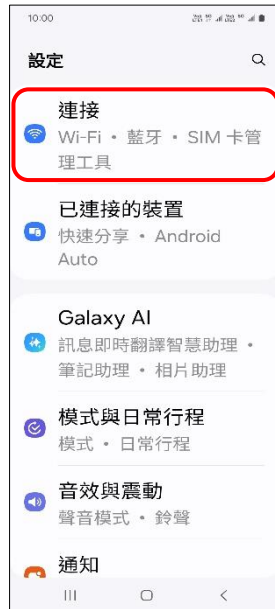 10:00
設定
連接
Wi-Fi • 藍牙 • SIM 卡管
理工具
已連接的裝置
快速分享 • Android
Auto
Galaxy AI
訊息即時翻譯智慧助理 •
筆記助理 • 相片助理
模式與日常行程
模式 • 日常行程
音效與震動
聲音模式 • 鈴聲
通知